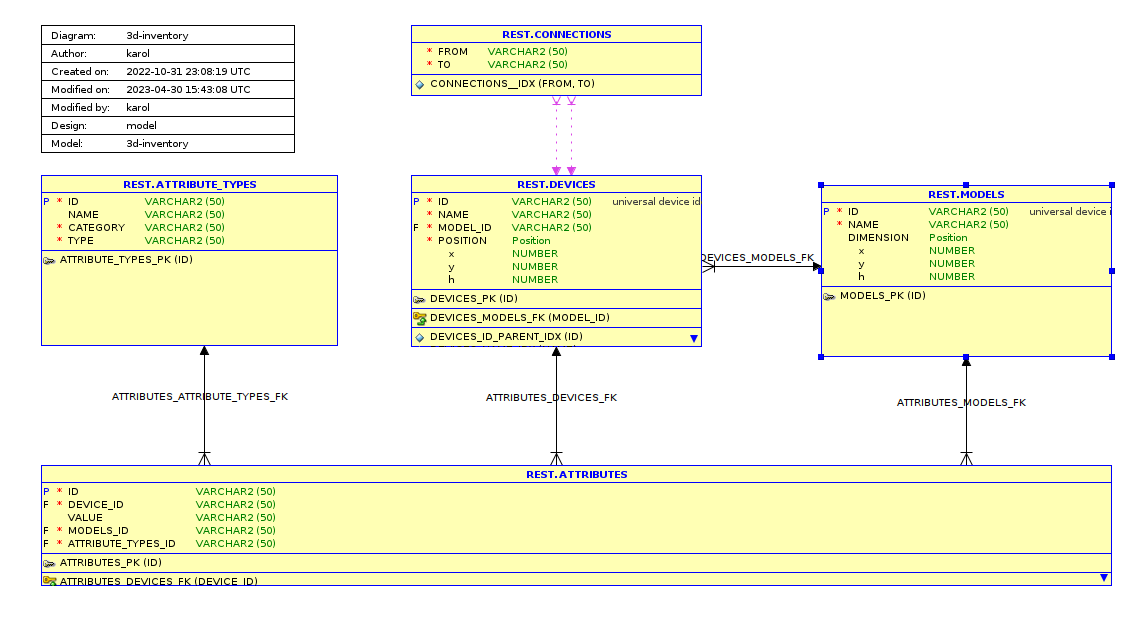 Diagram: 3d-inventory
Author: karol
Created on: 2022-10-31 23:08:19 UTC
Modified on: 2023-04-30 15:43:08 UTC
Modified by: karol
Design: model
Model: 3d-inventory
REST.CONNECTIONS
* FROM VARCHAR2 (50)
* TO VARCHAR2 (50)
CONNECTIONS__IDX (FROM, TO)
REST.ATTRIBUTE_TYPES
P * ID VARCHAR2 (50)
NAME VARCHAR2 (50)
* CATEGORY VARCHAR2 (50)
* TYPE VARCHAR2 (50)
ATTRIBUTE_TYPES_PK (ID)
REST.DEVICES
P * ID VARCHAR2 (50) universal device id
* NAME VARCHAR2 (50)
F * MODEL_ID VARCHAR2 (50)
* POSITION Position
x NUMBER
y NUMBER
h NUMBER
DEVICES_PK (ID)
DEVICES_MODELS_FK (MODEL_ID)
DEVICES_ID_PARENT_IDX (ID)
DEVICES_MODELS_FK
REST.MODELS
P * ID VARCHAR2 (50) universal device i
* NAME VARCHAR2 (50)
DIMENSION Position
x NUMBER
y NUMBER
h NUMBER
MODELS_PK (ID)
ATTRIBUTES_ATTRIBUTE_TYPES_FK
ATTRIBUTES_DEVICES_FK
ATTRIBUTES_MODELS_FK
REST.ATTRIBUTES
P * ID VARCHAR2 (50)
F * DEVICE_ID VARCHAR2 (50)
VALUE VARCHAR2 (50)
F * MODELS_ID VARCHAR2 (50)
F * ATTRIBUTE_TYPES_ID VARCHAR2 (50)
ATTRIBUTES_PK (ID)
ATTRIBUTES_DEVICES_FK (DEVICE_ID)